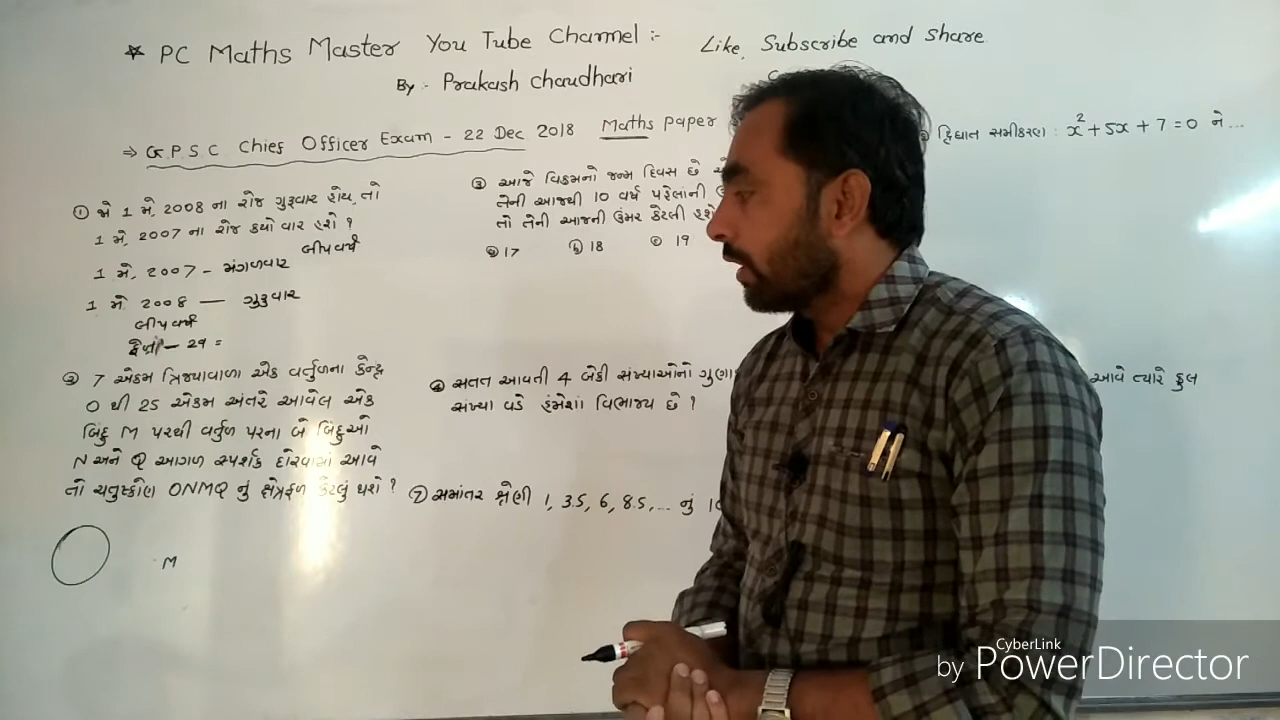 * PC Maths Master You Tube Channel :- Like, Subscribe and Share
By :- Prakash Chaudhari
⇒ G.P.S.C Chief Officer Exam - 22 Dec 2018 Maths paper
① જો 1 મે, 2008 ના રોજ ગુરુવાર હોય, તો
1 મે, 2007 ના રોજ કયો વાર હશે ?
લીપવર્ષ
1 મે, 2007 - મંગળવાર
1 મે 2008 — ગુરુવાર
લીપવર્ષ
ફેબ્રુ - 29 =
② 7 એકમ ત્રિજ્યાવાળા એક વર્તુળના કેન્દ્ર
O થી 25 એકમ અંતરે આવેલ એક
બિંદુ M પરથી વર્તુળ પરના બે બિંદુઓ
N અને Q આગળ સ્પર્શક દોરવામાં આવે
તો ચતુષ્કોણ ONMQ નું ક્ષેત્રફળ કેટલું થશે ?
M
③ આજે વિક્રમનો જન્મ દિવસ છે
તેની આજથી 10 વર્ષ પહેલાંની
તો તેની આજની ઉંમર કેટલી હશે
ⓐ 17 ⓑ 18 ⓒ 19
④ સતત આવતી 4 બેકી સંખ્યાઓનો
સંખ્યા વડે હંમેશા વિભાજ્ય છે ?
⑦ સમાંતર શ્રેણી 1, 3.5, 6, 8.5, ... નું
દ્વિઘાત સમીકરણ : x² + 5x + 7 = 0 ને ...
આવે ત્યારે કુલ
by CyberLink PowerDirector